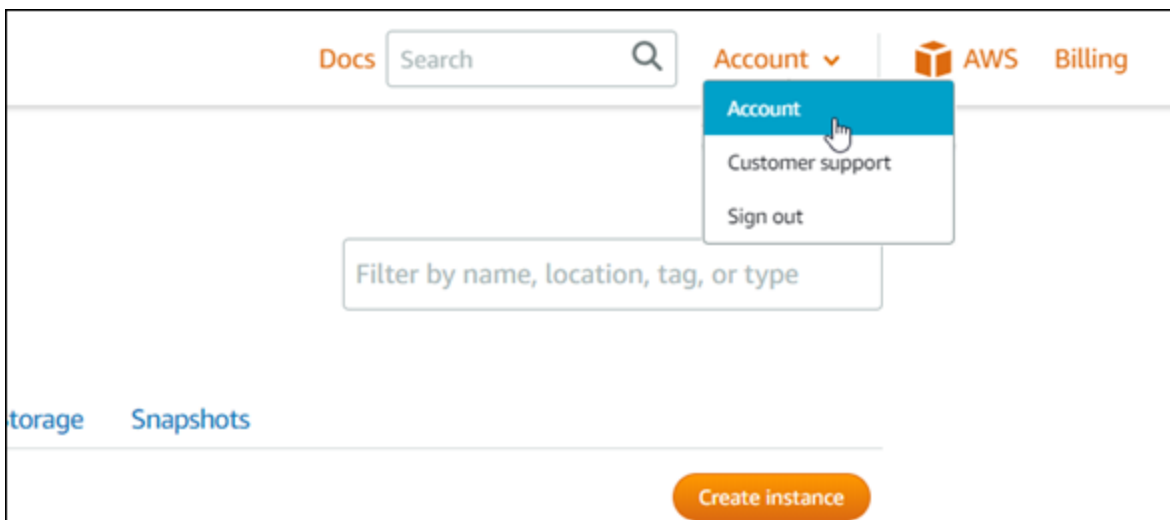 Docs Search Account AWS Billing
Account
Customer support
Sign out
Filter by name, location, tag, or type
torage Snapshots
Create instance